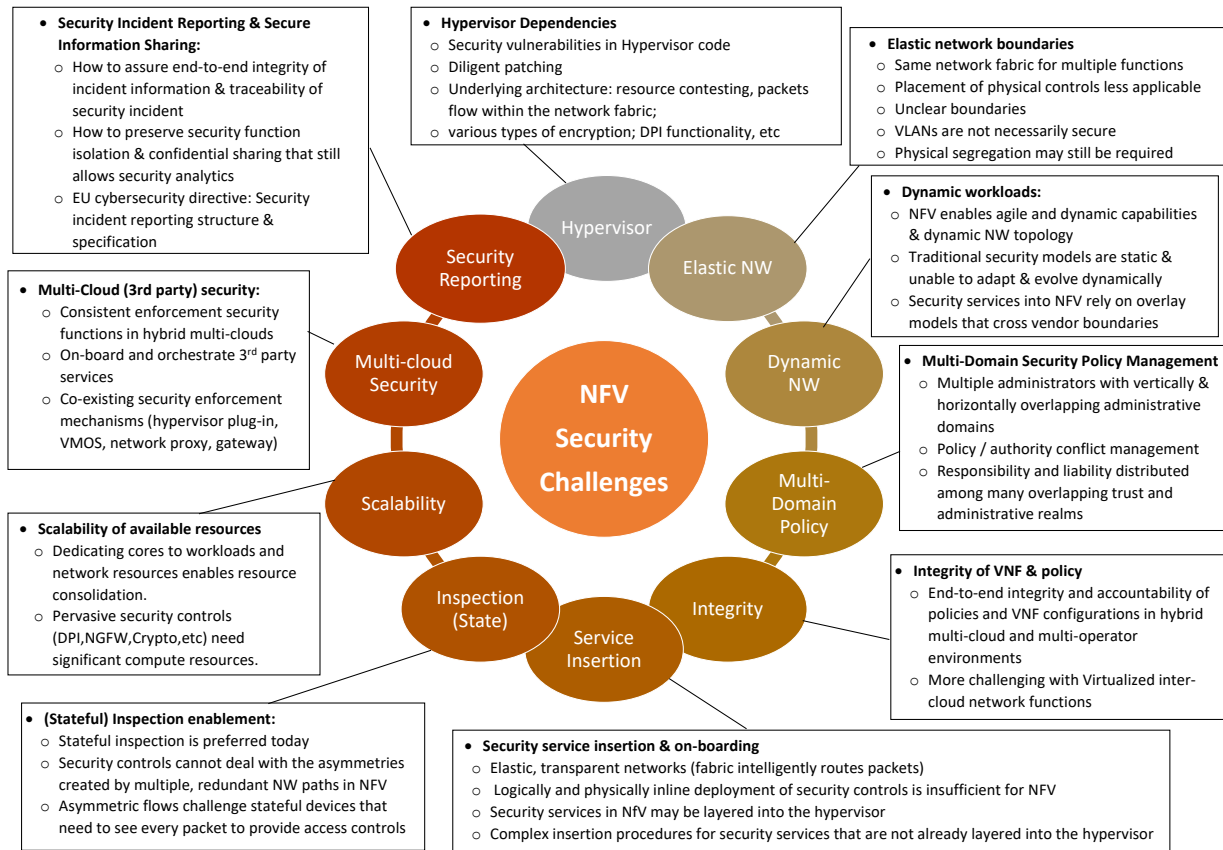 • Security Incident Reporting & Secure
Information Sharing:
o How to assure end-to-end integrity of
incident information & traceability of
security incident
o How to preserve security function
isolation & confidential sharing that still
allows security analytics
o EU cybersecurity directive: Security
incident reporting structure &
specification
• Hypervisor Dependencies
o Security vulnerabilities in Hypervisor code
o Diligent patching
o Underlying architecture: resource contesting, packets
flow within the network fabric;
o various types of encryption; DPI functionality, etc
• Elastic network boundaries
o Same network fabric for multiple functions
o Placement of physical controls less applicable
o Unclear boundaries
o VLANs are not necessarily secure
o Physical segregation may still be required
• Dynamic workloads:
o NFV enables agile and dynamic capabilities
& dynamic NW topology
o Traditional security models are static &
unable to adapt & evolve dynamically
o Security services into NFV rely on overlay
models that cross vendor boundaries
• Multi-Cloud (3rd party) security:
o Consistent enforcement security
functions in hybrid multi-clouds
o On-board and orchestrate 3rd party
services
o Co-existing security enforcement
mechanisms (hypervisor plug-in,
VMOS, network proxy, gateway)
• Multi-Domain Security Policy Management
o Multiple administrators with vertically &
horizontally overlapping administrative
domains
o Policy / authority conflict management
o Responsibility and liability distributed
among many overlapping trust and
administrative realms
• Scalability of available resources
o Dedicating cores to workloads and
network resources enables resource
consolidation.
o Pervasive security controls
(DPI,NGFW,Crypto,etc) need
significant compute resources.
• Integrity of VNF & policy
o End-to-end integrity and accountability of
policies and VNF configurations in hybrid
multi-cloud and multi-operator
environments
o More challenging with Virtualized inter-
cloud network functions
• (Stateful) Inspection enablement:
o Stateful inspection is preferred today
o Security controls cannot deal with the asymmetries
created by multiple, redundant NW paths in NFV
o Asymmetric flows challenge stateful devices that
need to see every packet to provide access controls
• Security service insertion & on-boarding
o Elastic, transparent networks (fabric intelligently routes packets)
o Logically and physically inline deployment of security controls is insufficient for NFV
o Security services in NfV may be layered into the hypervisor
o Complex insertion procedures for security services that are not already layered into the hypervisor
Hypervisor
Elastic NW
Dynamic
NW
Multi-
Domain
Policy
Integrity
Service
Insertion
Inspection
(State)
Scalability
Multi-cloud
Security
Security
Reporting
NFV
Security
Challenges